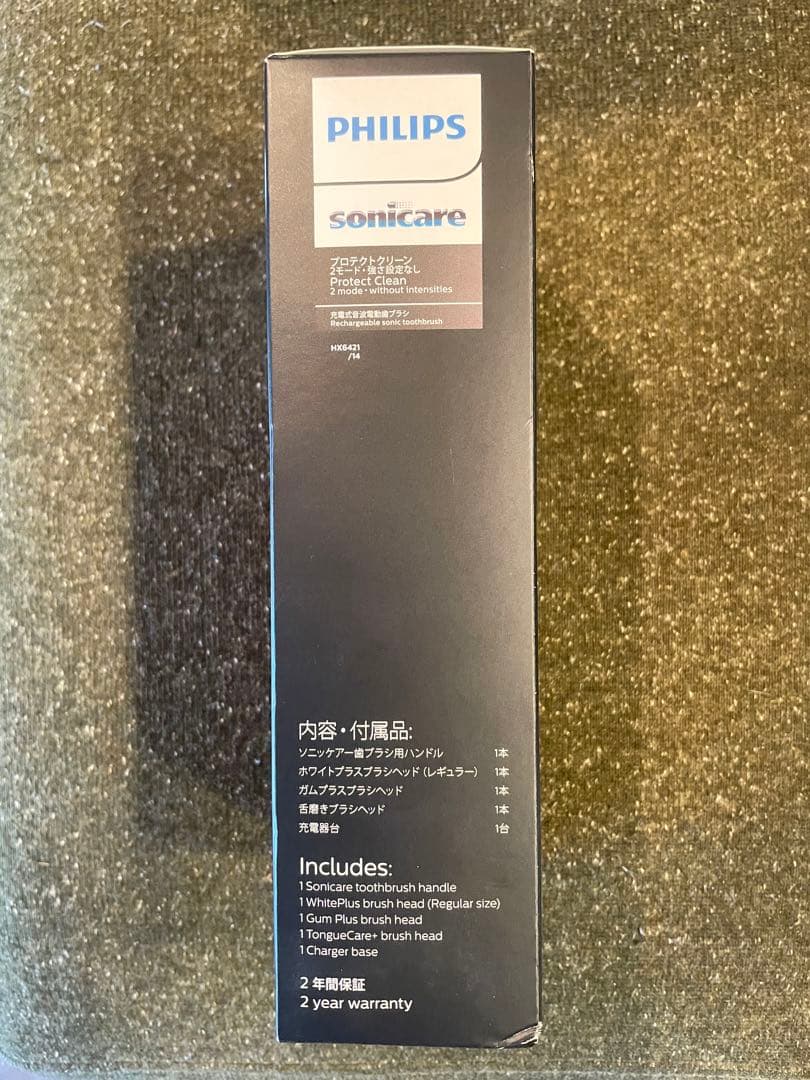 PHILIPS
sonicare
プロテクトクリーン
2モード・強さ設定なし
Protect Clean
2 mode・without intensities
充電式音波電動歯ブラシ
Rechargeable sonic toothbrush
HX6421
/14
内容・付属品:
ソニッケアー歯ブラシ用ハンドル 1本
ホワイトプラスブラシヘッド(レギュラー) 1本
ガムプラスブラシヘッド 1本
舌磨きブラシヘッド 1本
充電器台 1台
Includes:
1 Sonicare toothbrush handle
1 WhitePlus brush head (Regular size)
1 Gum Plus brush head
1 TongueCare+ brush head
1 Charger base
2 年間保証
2 year warranty